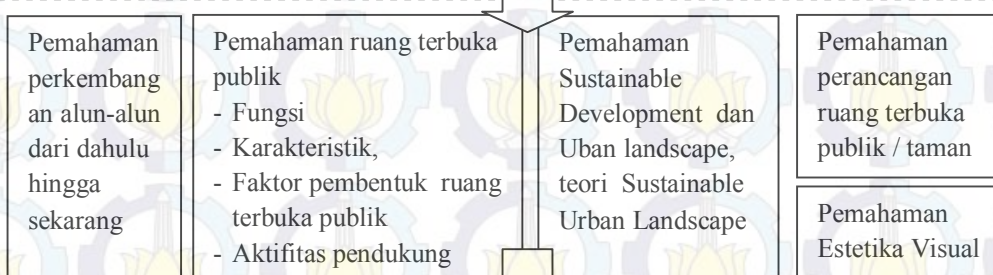 Pemahaman
perkembang
an alun-alun
dari dahulu
hingga
sekarang
Pemahaman ruang terbuka
publik
- Fungsi
- Karakteristik,
- Faktor pembentuk ruang
terbuka publik
- Aktifitas pendukung
Pemahaman
Sustainable
Development dan
Uban landscape,
teori Sustainable
Urban Landscape
Pemahaman
perancangan
ruang terbuka
publik / taman
Pemahaman
Estetika Visual